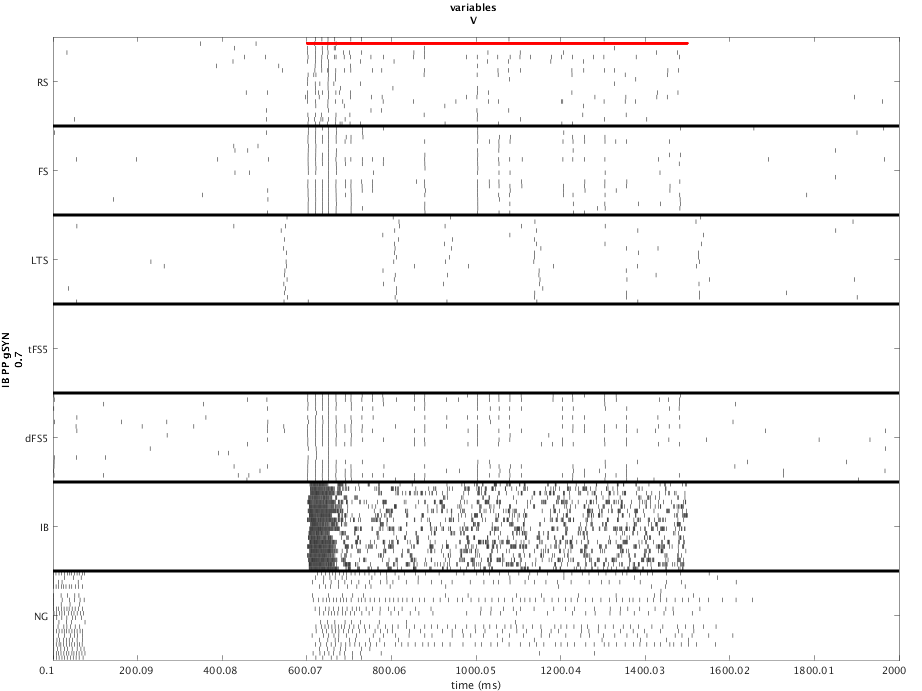 variables
V
RS
FS
LTS
tFS5
dFS5
IB
NG
IB PP gSYN
0.7
0.1 200.09 400.08 600.07 800.06 1000.05 1200.04 1400.03 1600.02 1800.01 2000
time (ms)